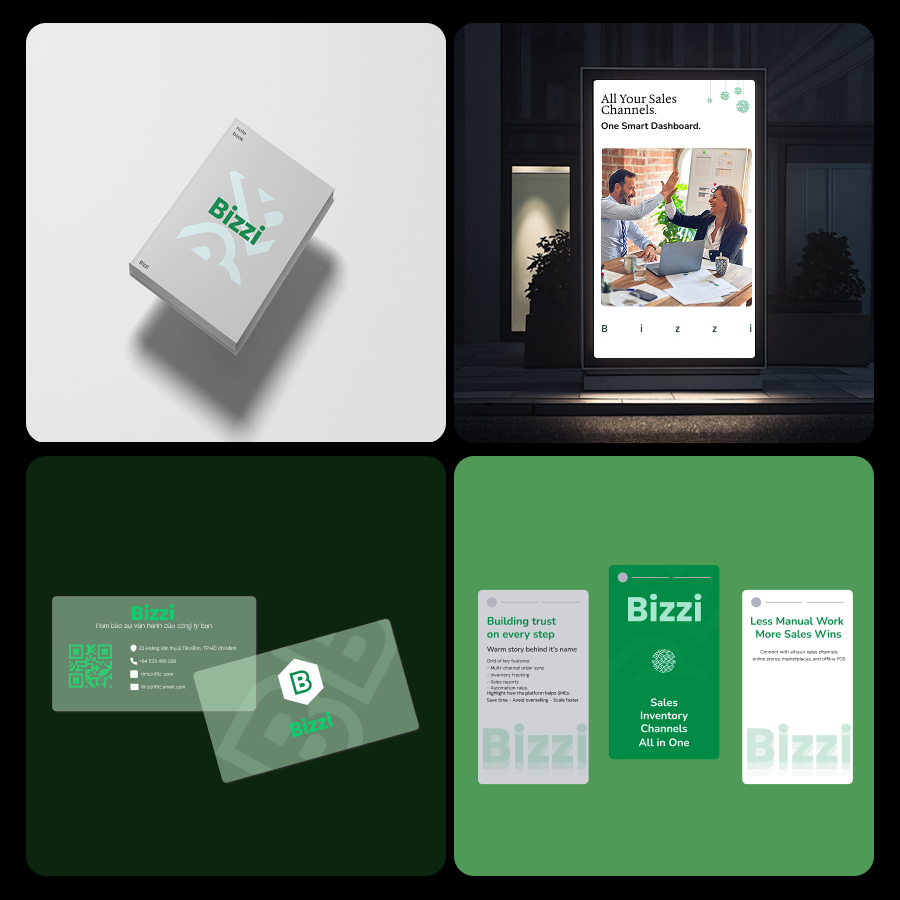 note
book
Bizzi
Bizzi
All Your Sales
Channels.
One Smart Dashboard.
B i z z i
Bizzi
Đảm bảo sự vận hành của công ty bạn
+84 533 490 286
B
Bizzi
Building trust
on every step
Warm story behind it's name
Grid of key features:
- Multi-channel order sync
- Inventory tracking
- Sales reports
- Automation rules
Highlight how the platform helps SMEs:
Save time - Avoid overselling - Scale faster
Bizzi
Bizzi
Sales
Inventory
Channels
All in One
Less Manual Work
More Sales Wins
Connect with all your sales channels
online stores, marketplaces, and offline POS
Bizzi